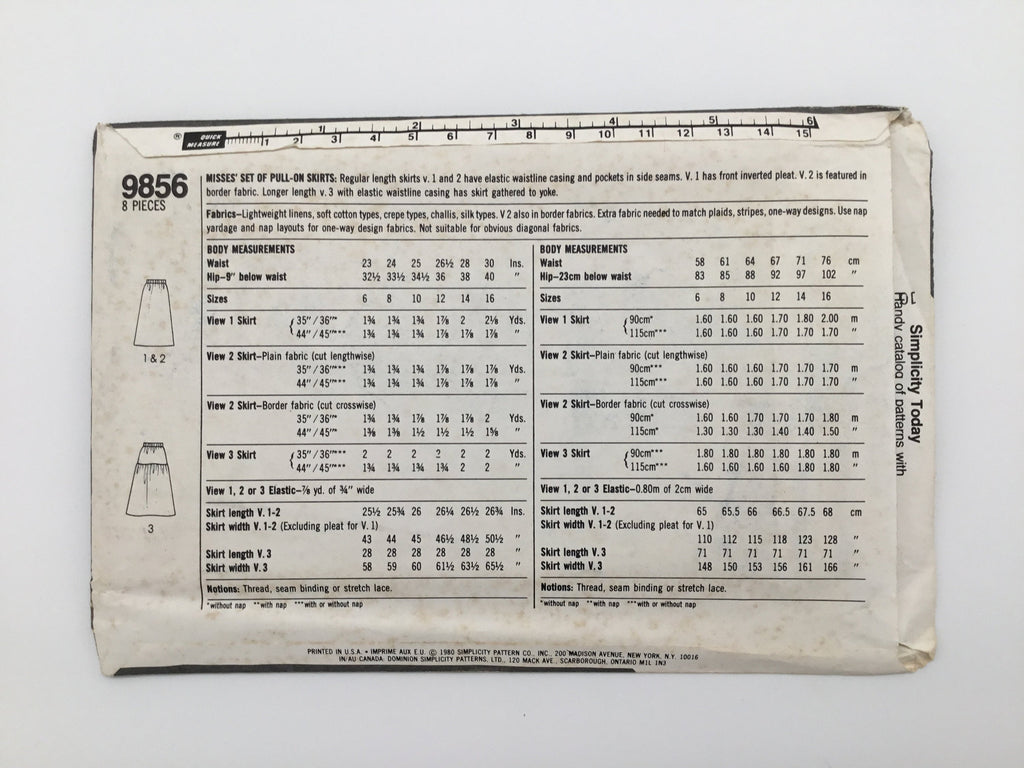 ® QUICK MEASURE 1 2 3 4 5 6
1 2 3 4 5 6 7 8 9 10 11 12 13 14 15
9856
8 PIECES
MISSES' SET OF PULL-ON SKIRTS: Regular length skirts v. 1 and 2 have elastic waistline casing and pockets in side seams. V. 1 has front inverted pleat. V. 2 is featured in
border fabric. Longer length v. 3 with elastic waistline casing has skirt gathered to yoke.
Fabrics–Lightweight linens, soft cotton types, crepe types, challis, silk types. V 2 also in border fabrics. Extra fabric needed to match plaids, stripes, one-way designs. Use nap
yardage and nap layouts for one-way design fabrics. Not suitable for obvious diagonal fabrics.
BODY MEASUREMENTS
Waist 23 24 25 26½ 28 30 Ins.
Hip-9" below waist 32½ 33½ 34½ 36 38 40 "
Sizes 6 8 10 12 14 16
View 1 Skirt { 35"/36"* 1¾ 1¾ 1¾ 1⅞ 2 2⅛ Yds.
44"/45"*** 1¾ 1¾ 1¾ 1⅞ 1⅞ 1⅞ "
View 2 Skirt–Plain fabric (cut lengthwise)
35"/36"*** 1¾ 1¾ 1¾ 1⅞ 1⅞ 1⅞ Yds.
44"/45"*** 1¾ 1¾ 1¾ 1⅞ 1⅞ 1⅞ "
View 2 Skirt–Border fabric (cut crosswise)
35"/36"* 1¾ 1¾ 1⅞ 1⅞ 1⅞ 2 Yds.
44"/45"* 1⅜ 1⅜ 1½ 1½ 1½ 1⅝ "
View 3 Skirt { 35"/36"*** 2 2 2 2 2 2 Yds.
44"/45"*** 1¾ 1¾ 1¾ 1¾ 2 2 "
View 1, 2 or 3 Elastic–⅞ yd. of ¾" wide
Skirt length V. 1-2 25½ 25¾ 26 26¼ 26½ 26¾ Ins.
Skirt width V. 1-2 (Excluding pleat for V. 1)
43 44 45 46½ 48½ 50½ "
Skirt length V. 3 28 28 28 28 28 28 "
Skirt width V. 3 58 59 60 61½ 63½ 65½ "
Notions: Thread, seam binding or stretch lace.
*without nap **with nap ***with or without nap
BODY MEASUREMENTS
Waist 58 61 64 67 71 76 cm
Hip-23cm below waist 83 85 88 92 97 102 "
Sizes 6 8 10 12 14 16
View 1 Skirt { 90cm* 1.60 1.60 1.60 1.70 1.80 2.00 m
115cm*** 1.60 1.60 1.60 1.70 1.70 1.70 "
View 2 Skirt–Plain fabric (cut lengthwise)
90cm*** 1.60 1.60 1.60 1.70 1.70 1.70 m
115cm*** 1.60 1.60 1.60 1.70 1.70 1.70 "
View 2 Skirt–Border fabric (cut crosswise)
90cm* 1.60 1.60 1.70 1.70 1.70 1.80 m
115cm* 1.30 1.30 1.30 1.40 1.40 1.50 "
View 3 Skirt { 90cm*** 1.80 1.80 1.80 1.80 1.80 1.80 m
115cm*** 1.60 1.60 1.60 1.60 1.80 1.80 "
View 1, 2 or 3 Elastic–0.80m of 2cm wide
Skirt length V. 1-2 65 65.5 66 66.5 67.5 68 cm
Skirt width V. 1-2 (Excluding pleat for V. 1)
110 112 115 118 123 128 "
Skirt length V. 3 71 71 71 71 71 71 "
Skirt width V. 3 148 150 153 156 161 166 "
Notions: Thread, seam binding or stretch lace.
*without nap **with nap ***with or without nap
1 & 2
3
Simplicity Today
Handy catalog of patterns with
PRINTED IN U.S.A. • IMPRIME AUX E.U. © 1980 SIMPLICITY PATTERN CO., INC., 200 MADISON AVENUE, NEW YORK, N.Y. 10016
IN/AU CANADA: DOMINION SIMPLICITY PATTERNS, LTD., 120 MACK AVE., SCARBOROUGH, ONTARIO M1L 1N3